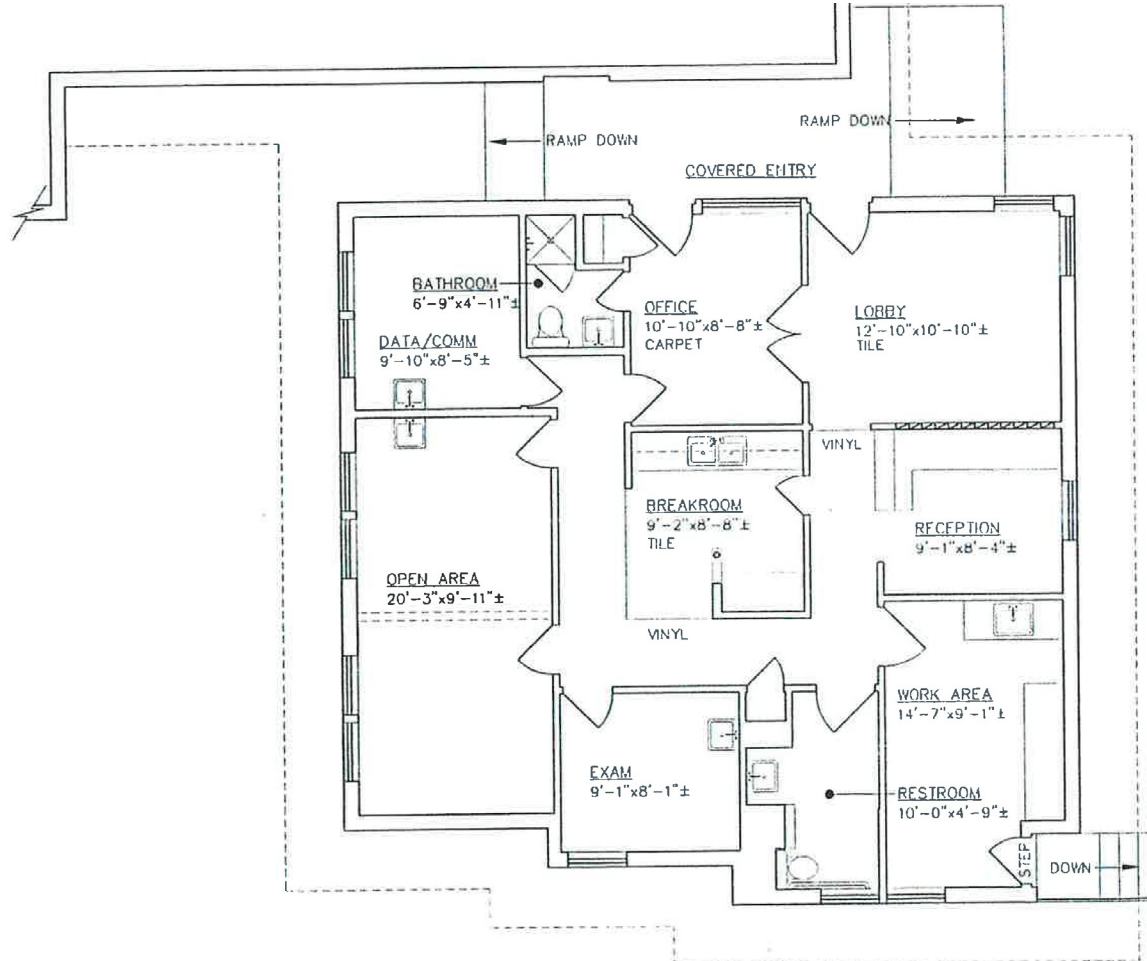 RAMP DOWN
RAMP DOWN
COVERED ENTRY
BATHROOM
6'-9"x4'-11"±
DATA/COMM
9'-10"x8'-5"±
OFFICE
10'-10"x8'-8"±
CARPET
LOBBY
12'-10"x10'-10"±
TILE
VINYL
BREAKROOM
9'-2"x8'-8"±
TILE
RECEPTION
9'-1"x8'-4"±
OPEN AREA
20'-3"x9'-11"±
VINYL
WORK AREA
14'-7"x9'-1"±
EXAM
9'-1"x8'-1"±
RESTROOM
10'-0"x4'-9"±
STEP
DOWN